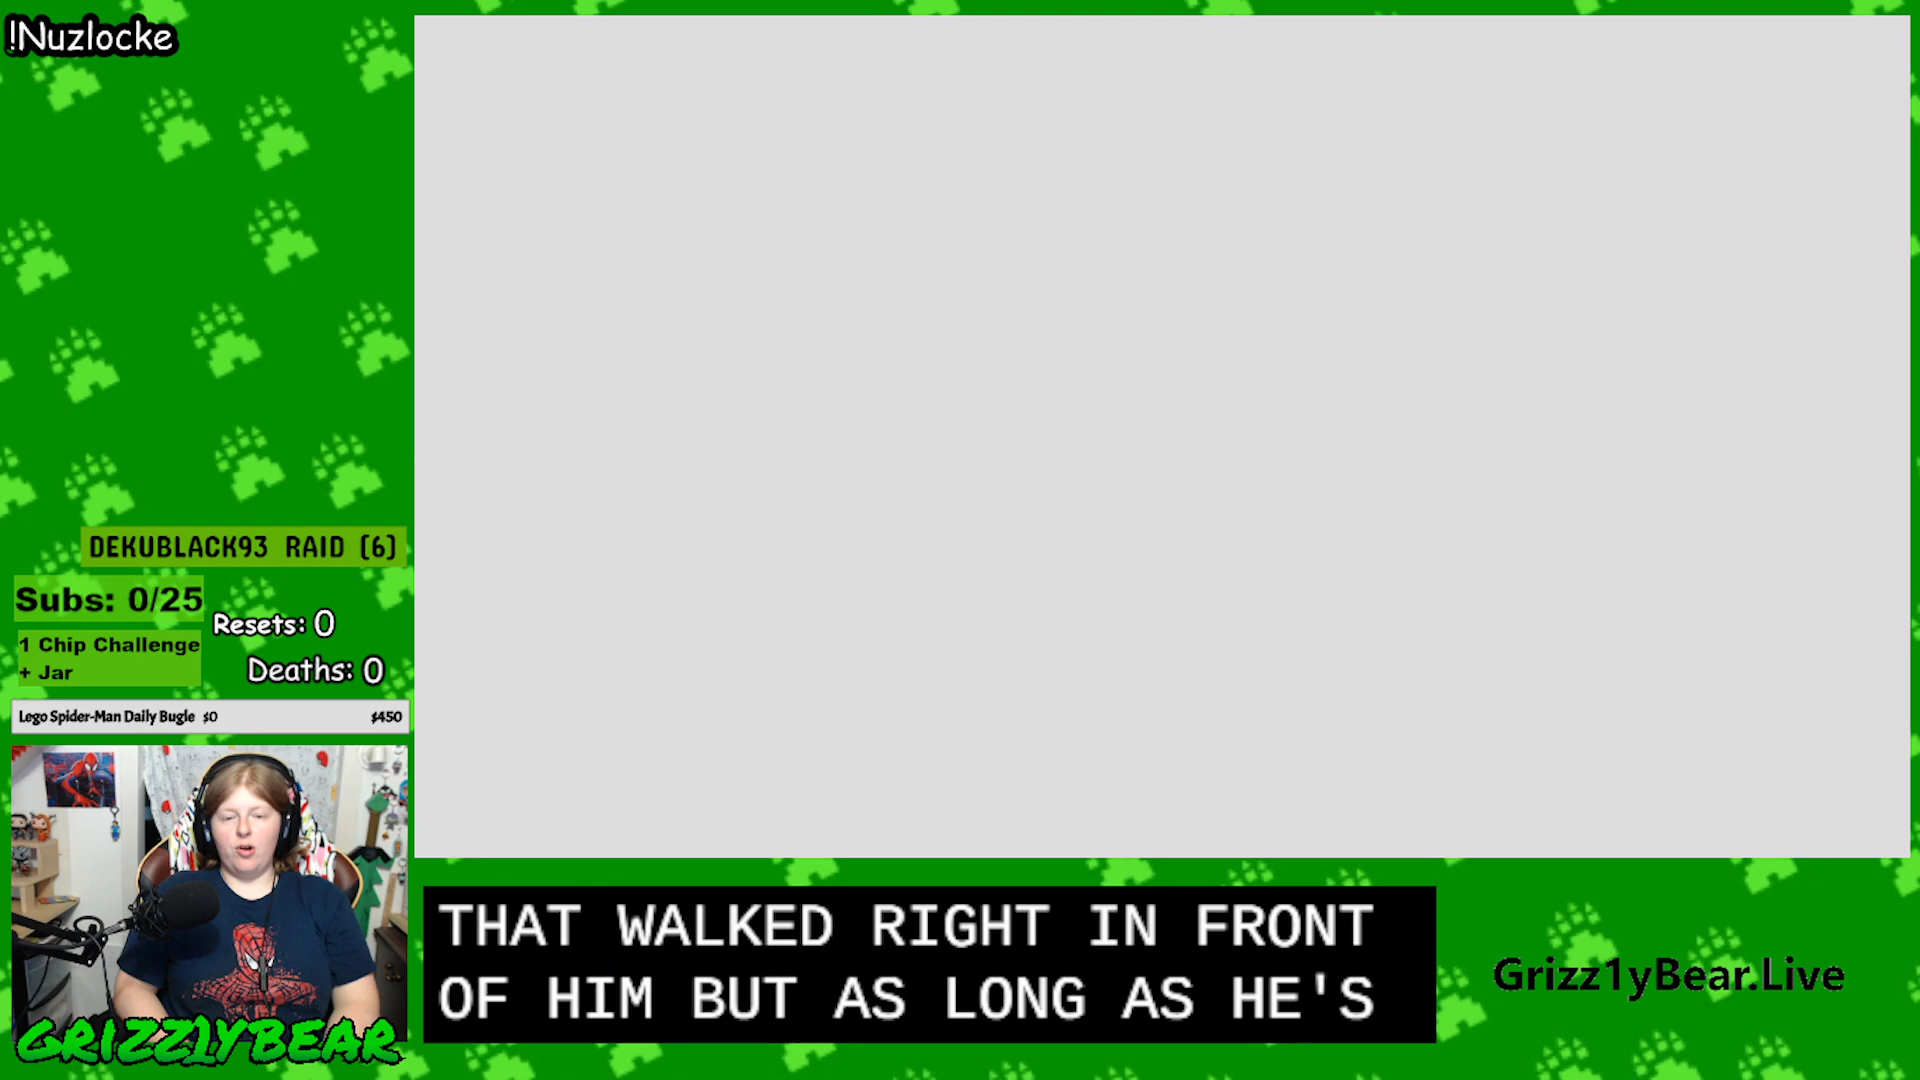 !Nuzlocke
DEKUBLACK93 RAID (6)
Subs: 0/25
Resets: 0
1 Chip Challenge
+ Jar
Deaths: 0
Lego Spider-Man Daily Bugle $0 $450
GRIZZ1YBEAR
THAT WALKED RIGHT IN FRONT
OF HIM BUT AS LONG AS HE'S
Grizz1yBear.Live